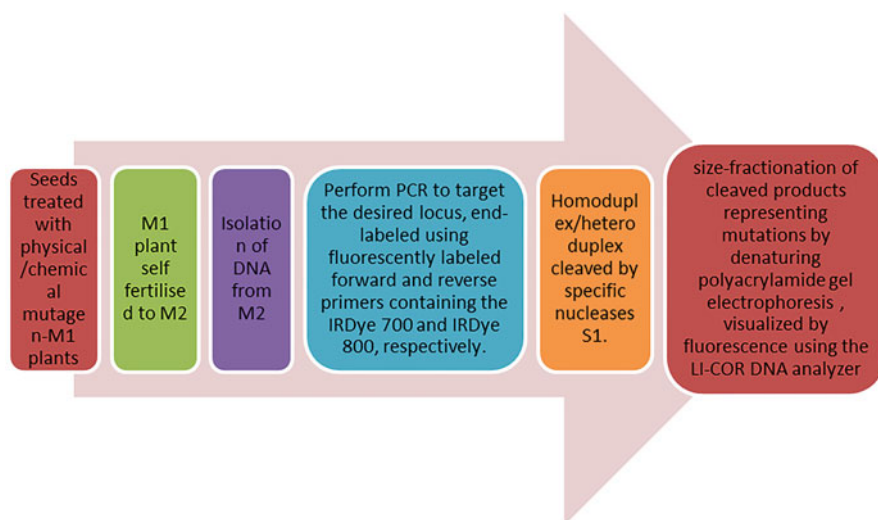 Seeds
treated
with
physical
/chemic
al
mutage
n-M1
plants
M1
plant
self
fertilise
d to M2
Isolatio
n of
DNA
from
M2
Perform PCR to target
the desired locus, end-
labeled using
fluorescently labeled
forward and reverse
primers containing the
IRDye 700 and IRDye
800, respectively.
Homodupl
ex/hetero
duplex
cleaved by
specific
nucleases
S1.
size-fractionation of
cleaved products
representing
mutations by
denaturing
polyacrylamide gel
electrophoresis ,
visualized by
fluorescence using the
LI-COR DNA analyzer